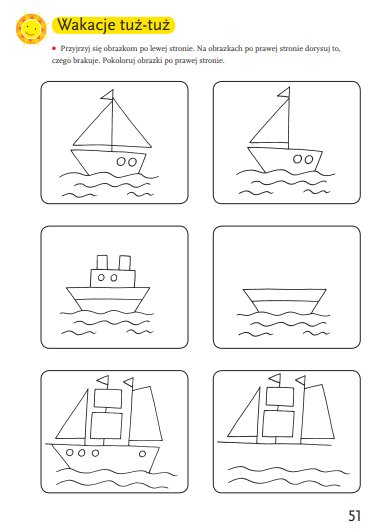 Wakacje tuż-tuż
• Przyjrzyj się obrazkom po lewej stronie. Na obrazkach po prawej stronie dorysuj to,
czego brakuje. Pokoloruj obrazki po prawej stronie.
51